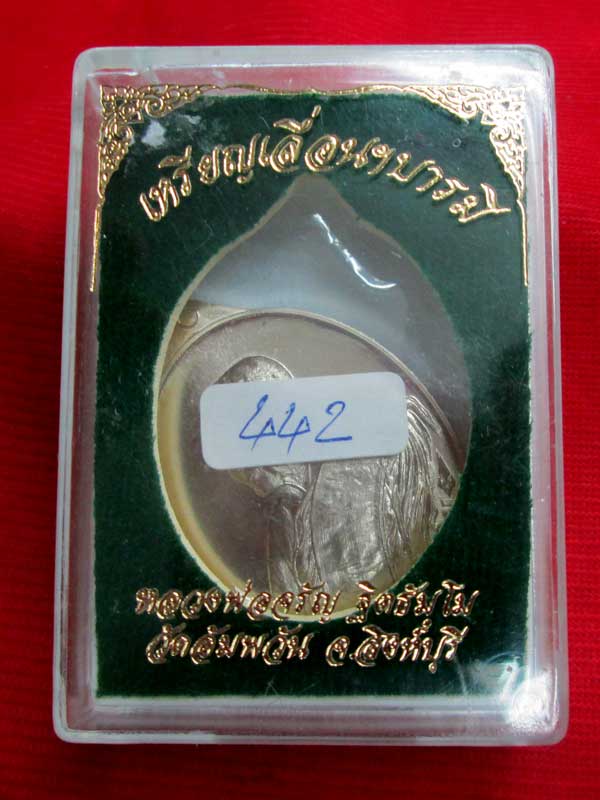 เหรียญเลื่อนฯบารมี
442
หลวงพ่อจรัญ ฐิตธัมโม
วัดอัมพวัน จ.สิงห์บุรี